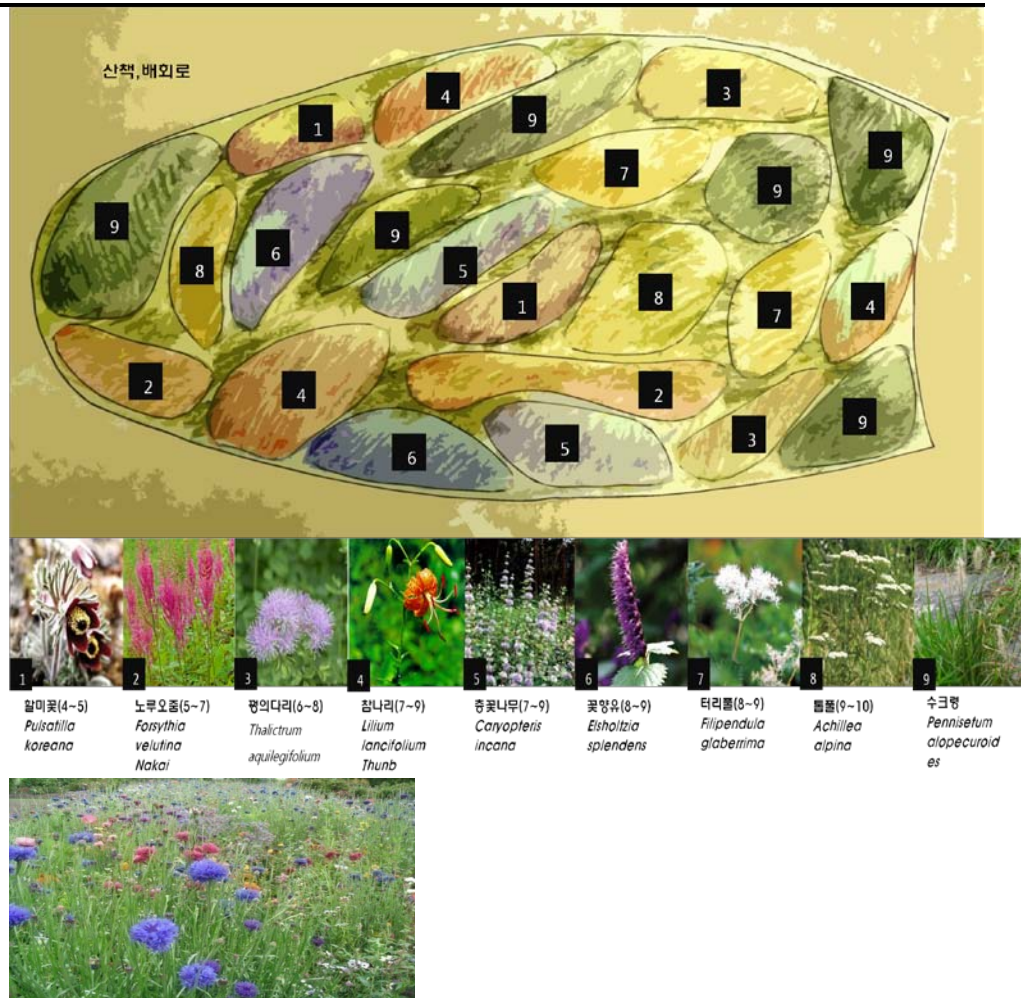 산책,배회로
4
3
9
1
9
7
9
9
9
6
8
5
1
8
7
4
2
4
2
3
9
5
6
1
할미꽃(4~5)
Pulsatilla
koreana
2
노루오줌(5~7)
Forsythia
velutina
Nakai
3
꿩의다리(6~8)
Thalictrum
aquilegifolium
4
참나리(7~9)
Lilium
lancifolium
Thunb
5
층꽃나무(7~9)
Caryopteris
incana
6
꽃향유(8~9)
Elsholtzia
splendens
7
터리풀(8~9)
Filipendula
glaberrima
8
톱풀(9~10)
Achillea
alpina
9
수크령
Pennisetum
alopecuroid
es